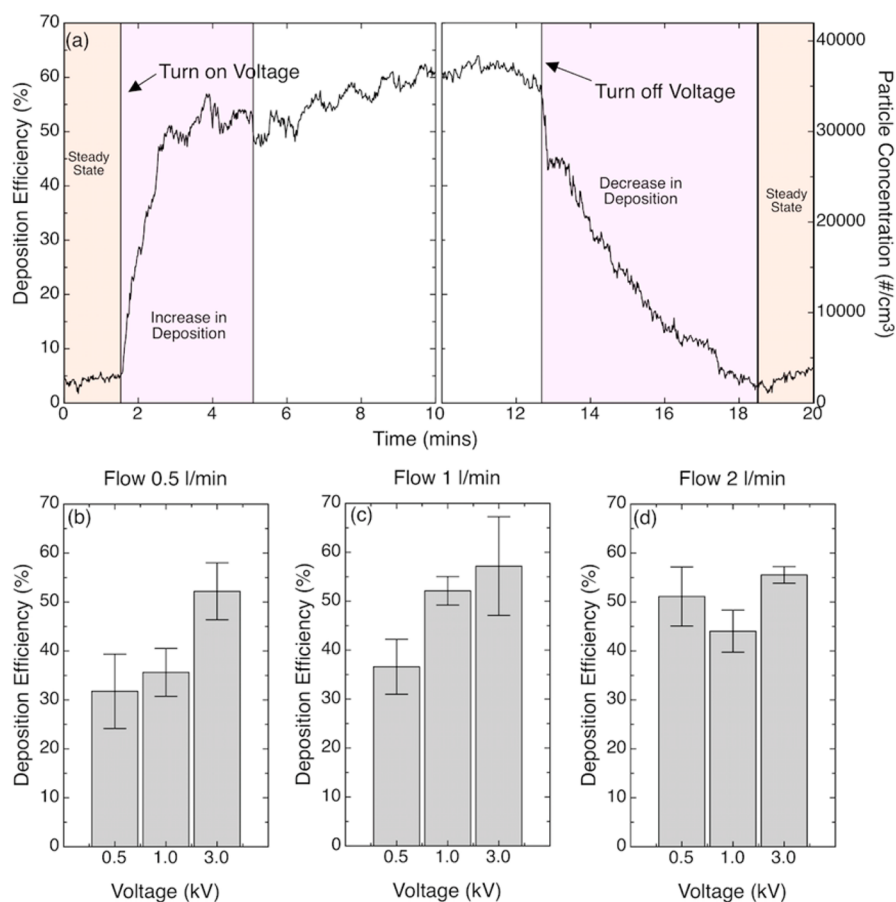 (a)
70
60
50
40
30
20
10
0
Deposition Efficiency (%)
Turn on Voltage
Turn off Voltage
Steady
State
Increase in
Deposition
Decrease in
Deposition
Steady
State
40000
30000
20000
10000
0
Particle Concentration (#/cm³)
0 2 4 6 8 10 12 14 16 18 20
Time (mins)
Flow 0.5 l/min
(b)
70
60
50
40
30
20
10
0
Deposition Efficiency (%)
0.5 1.0 3.0
Voltage (kV)
Flow 1 l/min
(c)
70
60
50
40
30
20
10
0
Deposition Efficiency (%)
0.5 1.0 3.0
Voltage (kV)
Flow 2 l/min
(d)
70
60
50
40
30
20
10
0
Deposition Efficiency (%)
0.5 1.0 3.0
Voltage (kV)